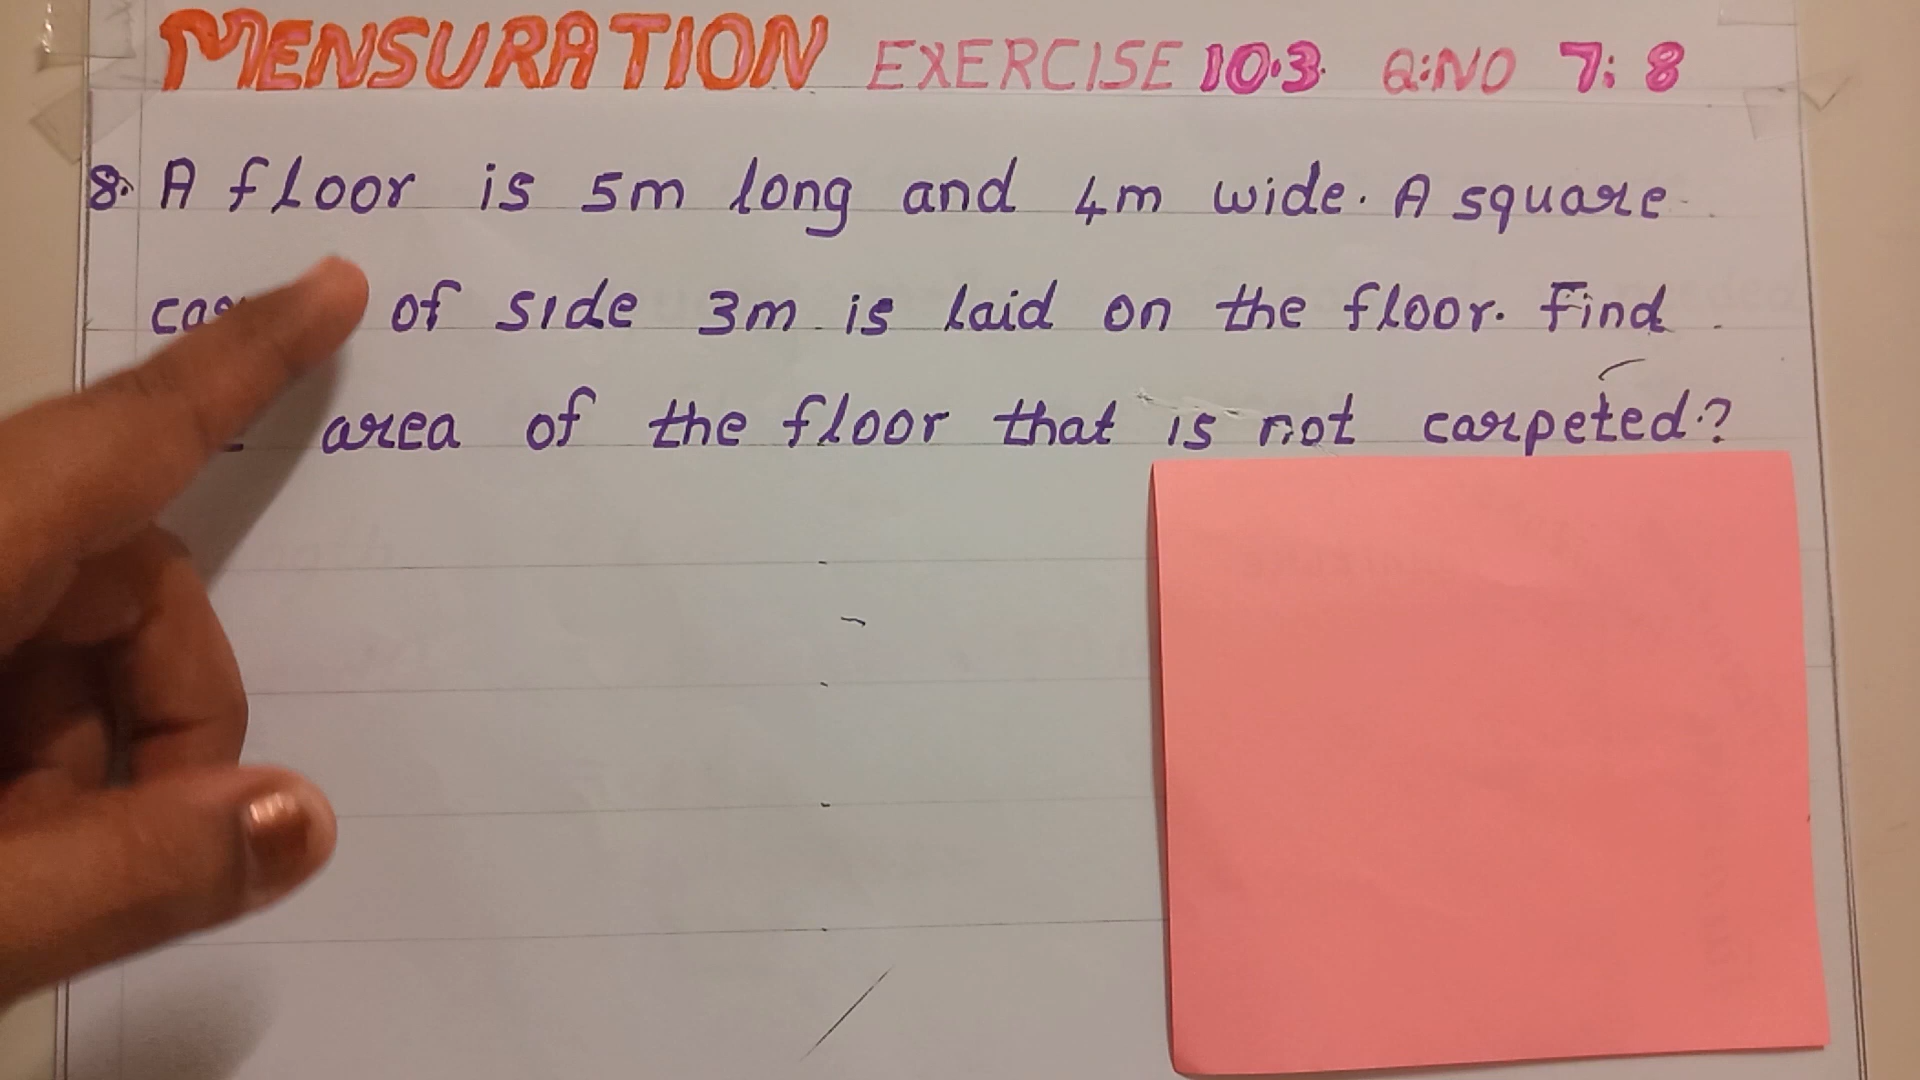 MENSURATION EXERCISE 10.3 Q:NO 7: 8
8. A floor is 5m long and 4m wide. A square
of side 3m is laid on the floor. Find
area of the floor that is not carpeted?